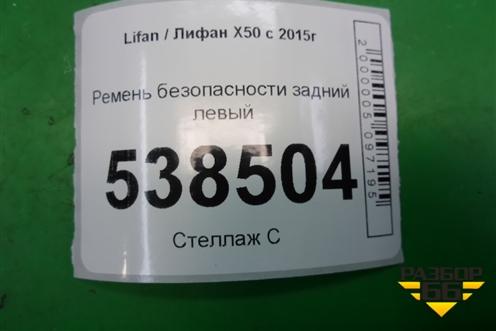 Lifan / Лифан X50 с 2015г
Ремень безопасности задний
левый
538504
Стеллаж С
2000005097195
РАЗБОР
66